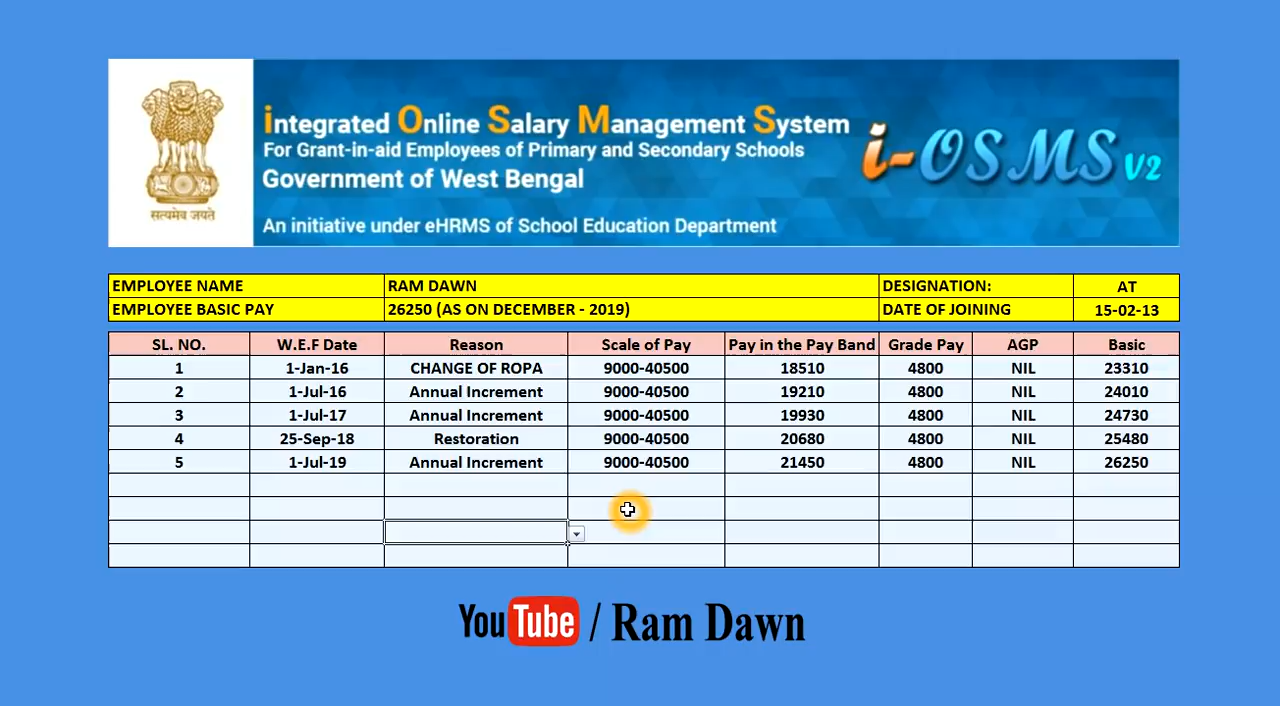 Integrated Online Salary Management System
For Grant-in-aid Employees of Primary and Secondary Schools
Government of West Bengal
An initiative under eHRMS of School Education Department
i-OSMS V2
सत्यमेव जयते
EMPLOYEE NAME RAM DAWN DESIGNATION: AT
EMPLOYEE BASIC PAY 26250 (AS ON DECEMBER - 2019) DATE OF JOINING 15-02-13
SL. NO. W.E.F Date Reason Scale of Pay Pay in the Pay Band Grade Pay AGP Basic
1 1-Jan-16 CHANGE OF ROPA 9000-40500 18510 4800 NIL 23310
2 1-Jul-16 Annual Increment 9000-40500 19210 4800 NIL 24010
3 1-Jul-17 Annual Increment 9000-40500 19930 4800 NIL 24730
4 25-Sep-18 Restoration 9000-40500 20680 4800 NIL 25480
5 1-Jul-19 Annual Increment 9000-40500 21450 4800 NIL 26250
YouTube / Ram Dawn